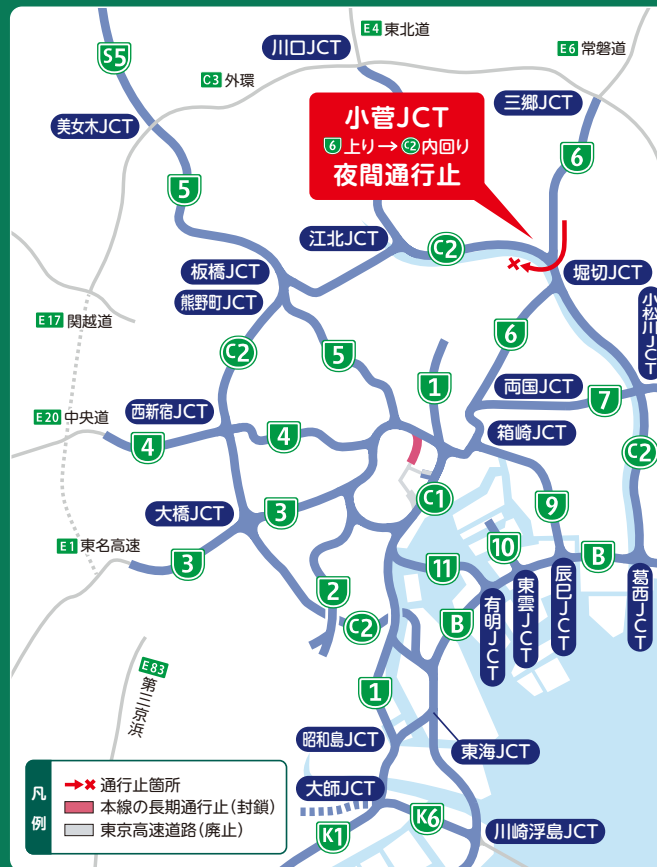 E4 東北道
川口JCT
E6 常磐道
S5
C3 外環
三郷JCT
美女木JCT
小菅JCT
6 上り→C2内回り
夜間通行止
6
5
江北JCT
C2
板橋JCT
堀切JCT
熊野町JCT
小松川JCT
E17 関越道
C2
5
6
1
両国JCT
7
E20 中央道
西新宿JCT
4
4
箱崎JCT
C2
C1
大橋JCT
3
9
E1 東名高速
3
11
10
B
2
有明JCT
東雲JCT
辰巳JCT
葛西JCT
C2
B
E83
第三京浜
1
昭和島JCT
東海JCT
凡例
通行止箇所
本線の長期通行止(封鎖)
東京高速道路(廃止)
大師JCT
K1
K6
川崎浮島JCT